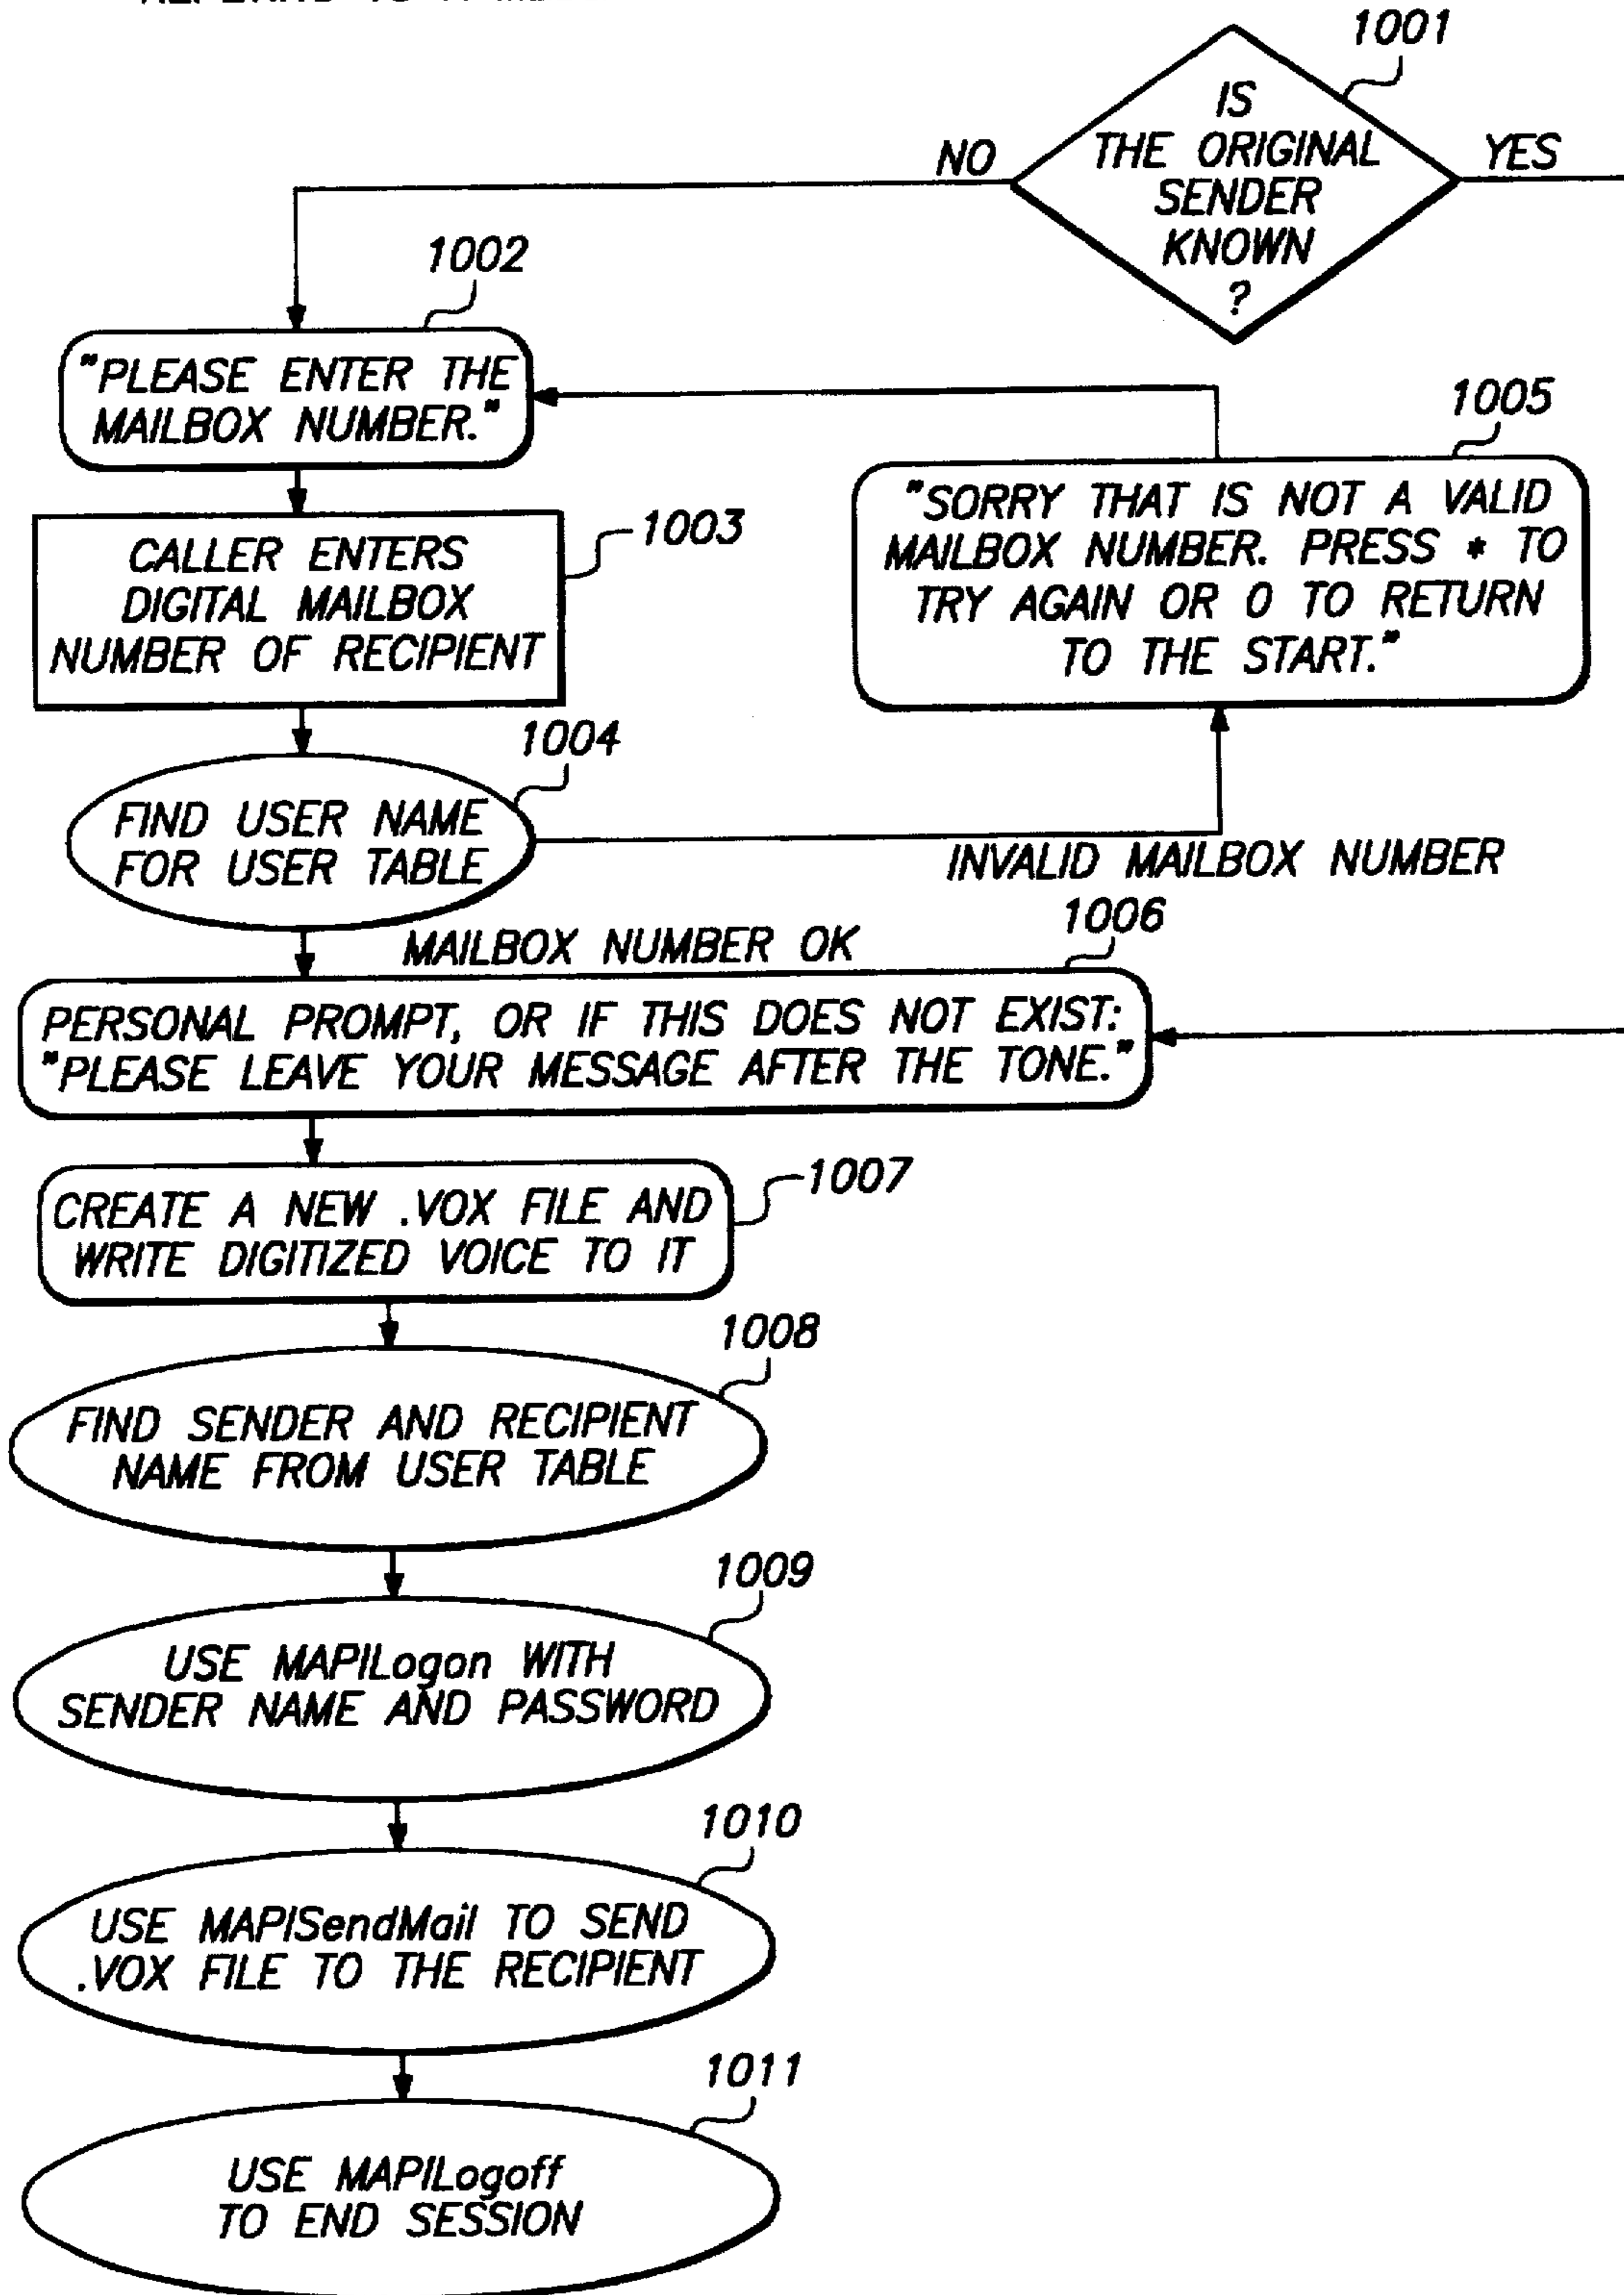 1001
IS
THE ORIGINAL
SENDER
KNOWN
?
NO
YES
1002
"PLEASE ENTER THE
MAILBOX NUMBER."
1005
"SORRY THAT IS NOT A VALID
MAILBOX NUMBER. PRESS * TO
TRY AGAIN OR 0 TO RETURN
TO THE START."
1003
CALLER ENTERS
DIGITAL MAILBOX
NUMBER OF RECIPIENT
1004
FIND USER NAME
FOR USER TABLE
INVALID MAILBOX NUMBER
MAILBOX NUMBER OK
1006
PERSONAL PROMPT, OR IF THIS DOES NOT EXIST:
"PLEASE LEAVE YOUR MESSAGE AFTER THE TONE."
1007
CREATE A NEW .VOX FILE AND
WRITE DIGITIZED VOICE TO IT
1008
FIND SENDER AND RECIPIENT
NAME FROM USER TABLE
1009
USE MAPILogon WITH
SENDER NAME AND PASSWORD
1010
USE MAPISendMail TO SEND
.VOX FILE TO THE RECIPIENT
1011
USE MAPILogoff
TO END SESSION